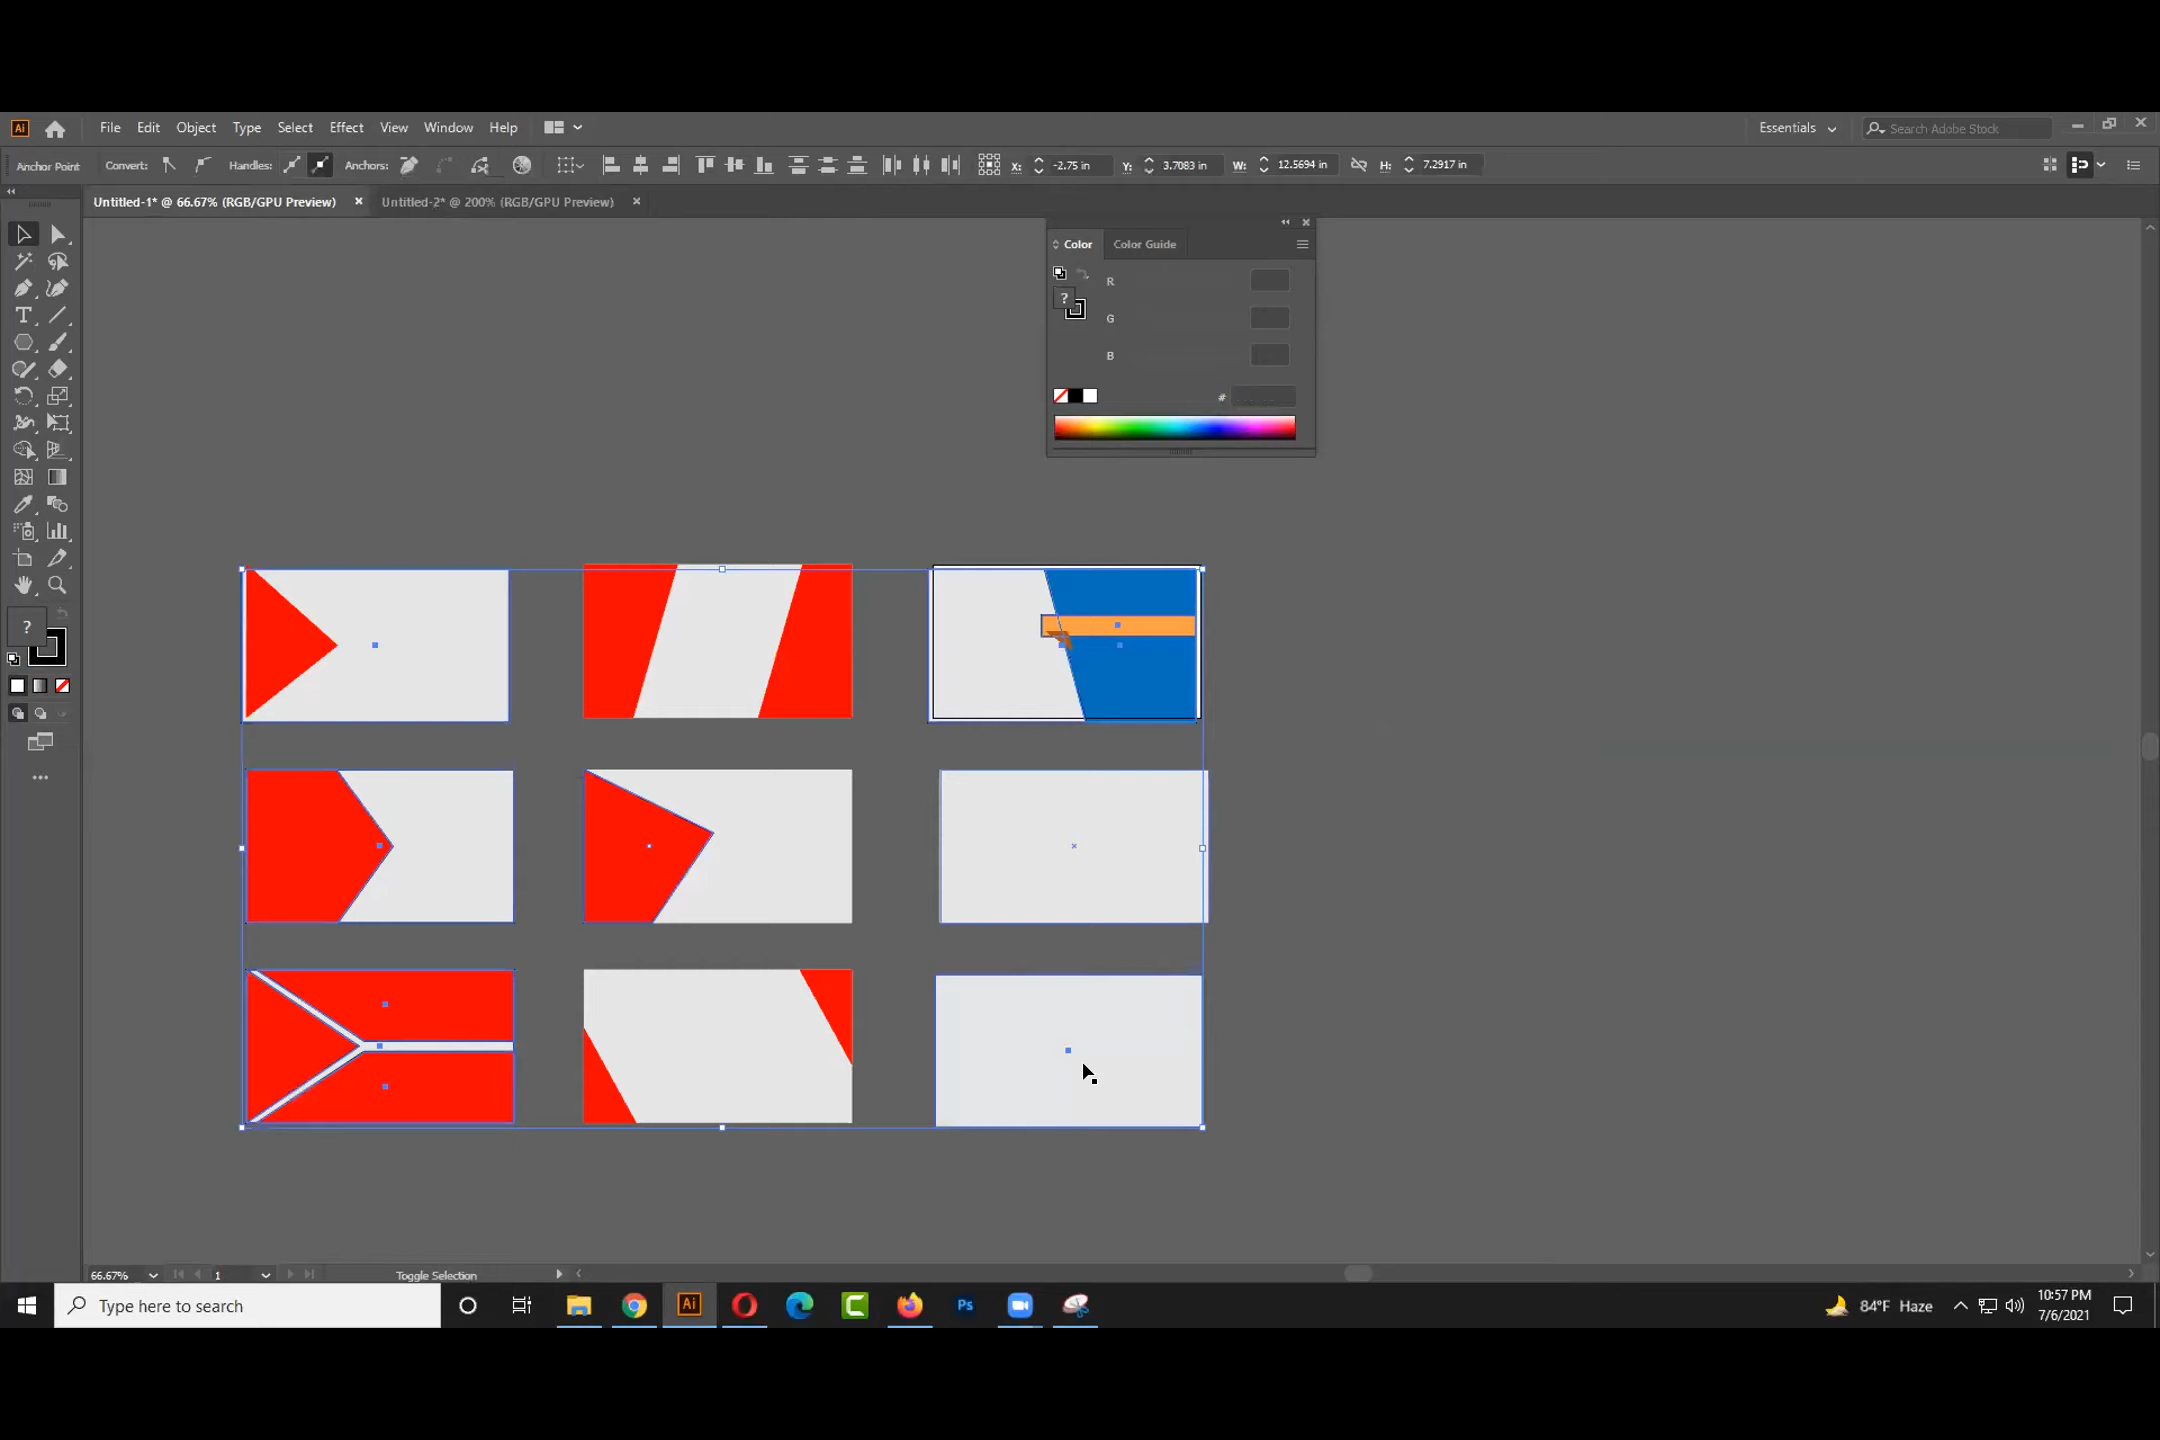 Ai File Edit Object Type Select Effect View Window Help Essentials Search Adobe Stock
Anchor Point Convert: Handles: Anchors: X: -2.75 in Y: 3.7083 in W: 12.5694 in H: 7.2917 in
Untitled-1* @ 66.67% (RGB/GPU Preview) × Untitled-2* @ 200% (RGB/GPU Preview) ×
Color Color Guide
R
?
G
B
#
?
66.67% 1 Toggle Selection
Type here to search Ai Ps 84°F Haze 10:57 PM
7/6/2021